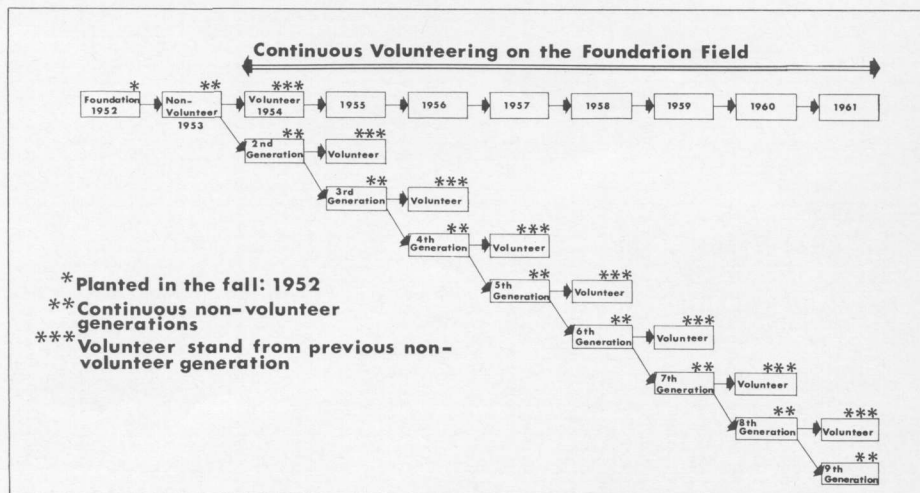 Continuous Volunteering on the Foundation Field
* ** ***
Foundation
1952
Non-
Volunteer
1953
Volunteer
1954
1955
1956
1957
1958
1959
1960
1961
** ***
2nd
Generation
Volunteer
** ***
3rd
Generation
Volunteer
** ***
4th
Generation
Volunteer
** ***
5th
Generation
Volunteer
** ***
6th
Generation
Volunteer
** ***
7th
Generation
Volunteer
** ***
8th
Generation
Volunteer
**
9th
Generation
*Planted in the fall: 1952
**Continuous non-volunteer
generations
***Volunteer stand from previous non-
volunteer generation